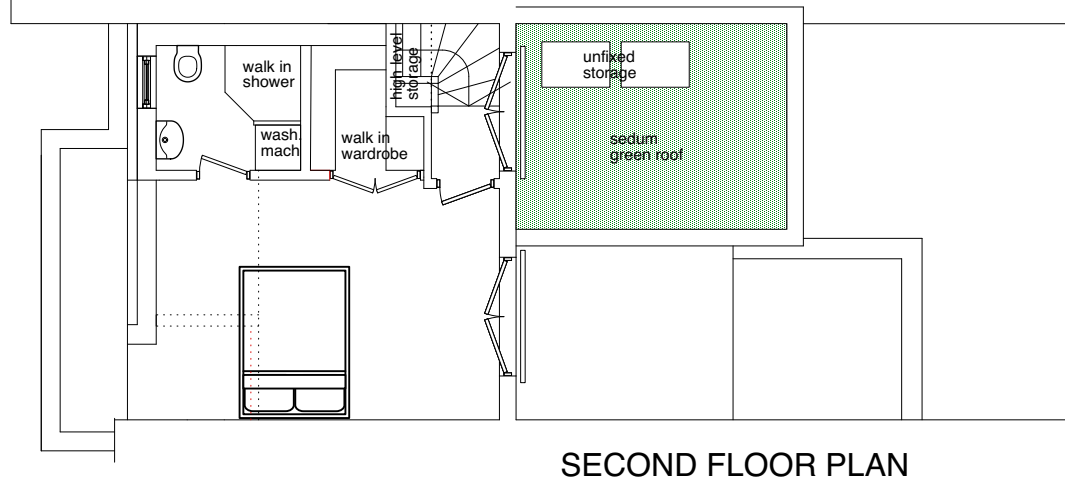 walk in
shower
wash.
mach
walk in
wardrobe
high level
storage
unfixed
storage
sedum
green roof
SECOND FLOOR PLAN